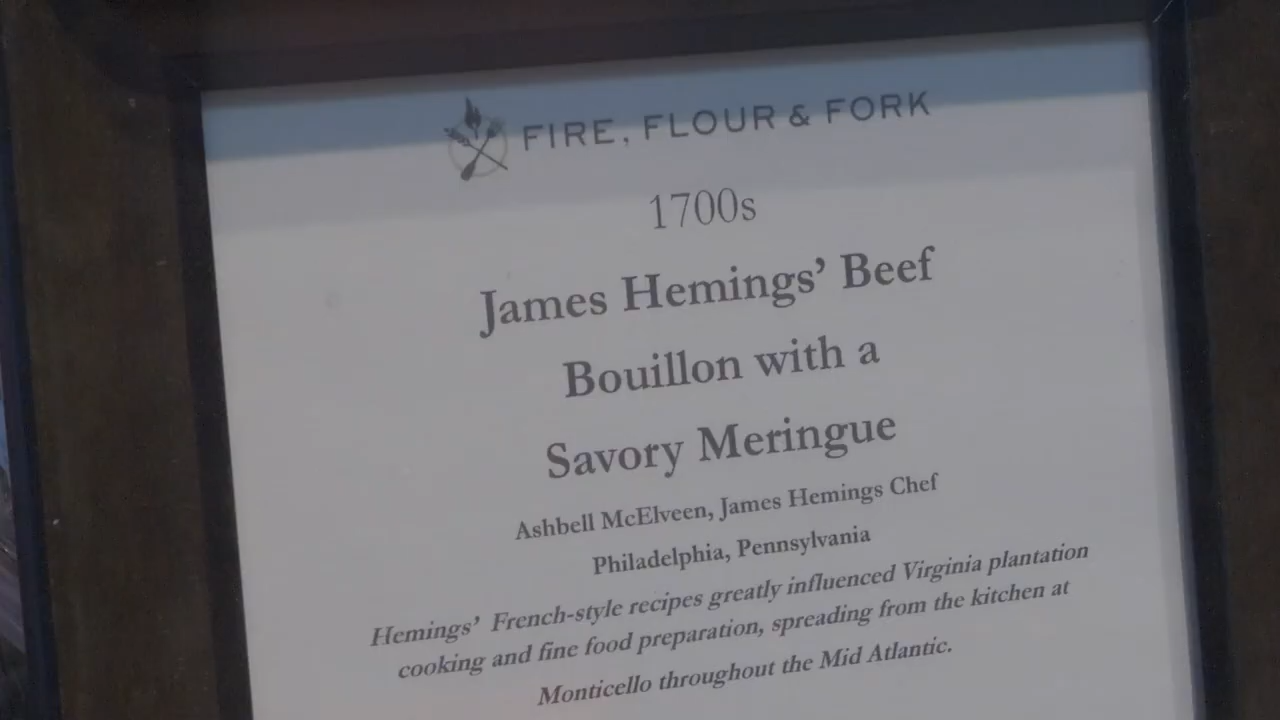 FIRE, FLOUR & FORK
1700s
James Hemings’ Beef
Bouillon with a
Savory Meringue
Ashbell McElveen, James Hemings Chef
Philadelphia, Pennsylvania
Hemings’ French-style recipes greatly influenced Virginia plantation
cooking and fine food preparation, spreading from the kitchen at
Monticello throughout the Mid Atlantic.